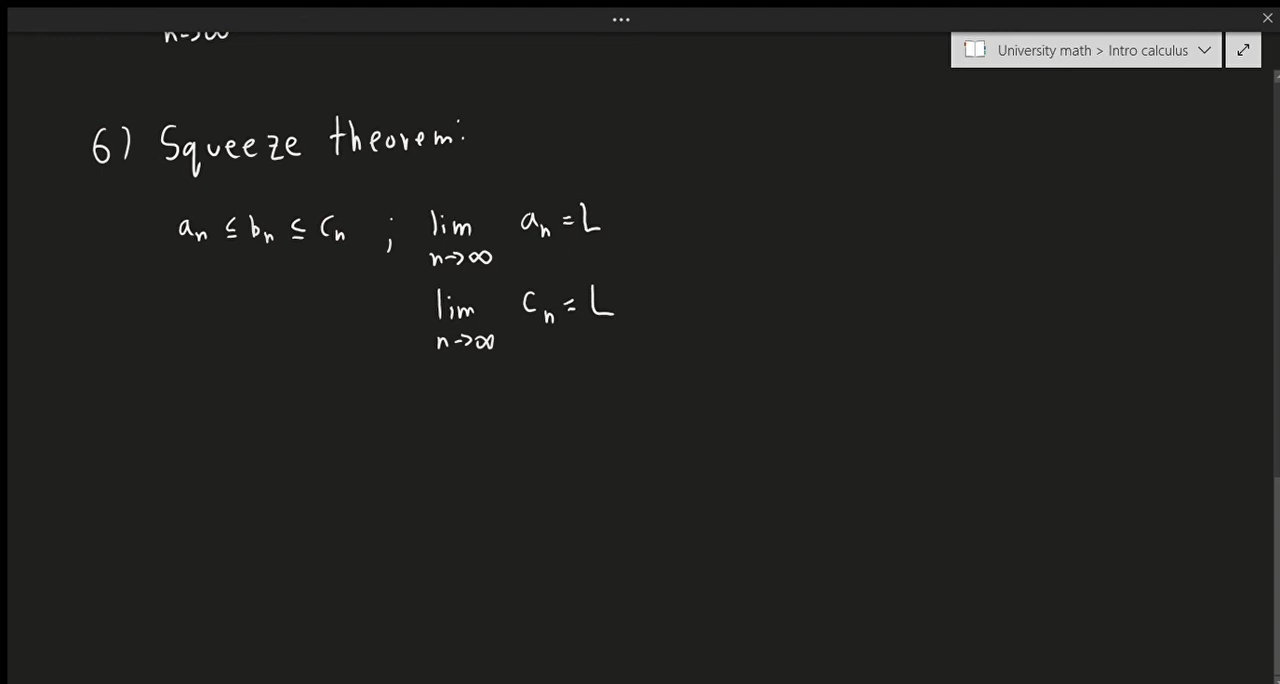 ...
University math > Intro calculus
n->∞
6) Squeeze theorem:
aₙ ≤ bₙ ≤ cₙ ; lim aₙ = L
n->∞
lim cₙ = L
n->∞